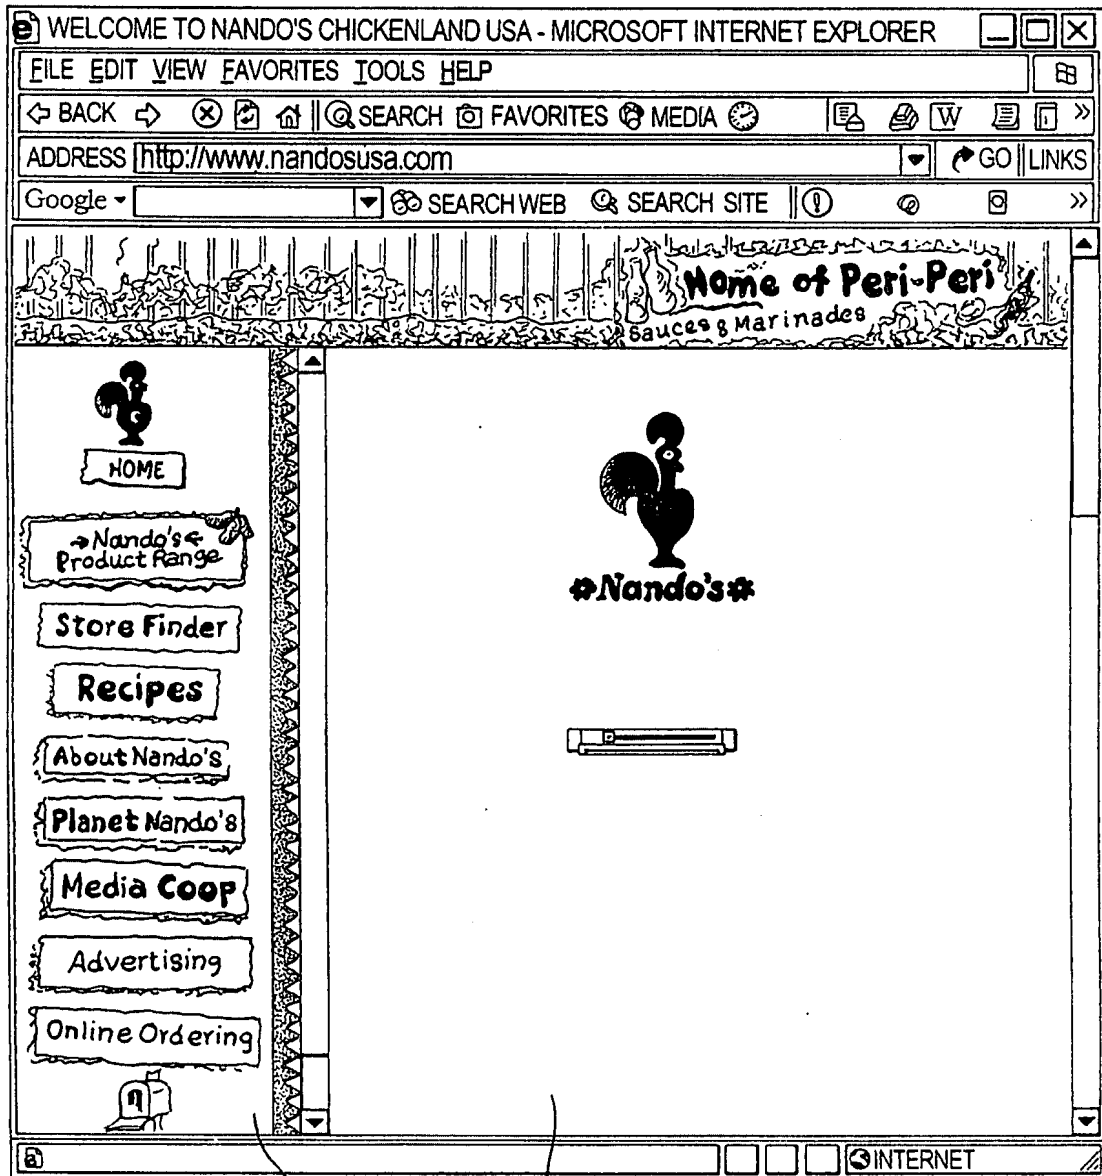 WELCOME TO NANDO'S CHICKENLAND USA - MICROSOFT INTERNET EXPLORER
FILE EDIT VIEW FAVORITES TOOLS HELP
BACK SEARCH FAVORITES MEDIA W »
ADDRESS http://www.nandosusa.com GO LINKS
Google SEARCH WEB SEARCH SITE »
Home of Peri-Peri
Sauces & Marinades
HOME
Nando's
Product Range
Store Finder
Recipes
About Nando's
Planet Nando's
Media Coop
Advertising
Online Ordering
Nando's
INTERNET